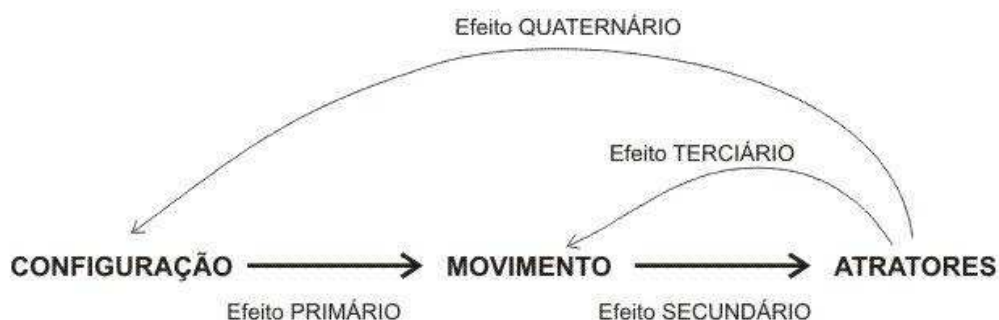 Efeito QUATERNÁRIO
Efeito TERCIÁRIO
CONFIGURAÇÃO MOVIMENTO ATRATORES
Efeito PRIMÁRIO Efeito SECUNDÁRIO